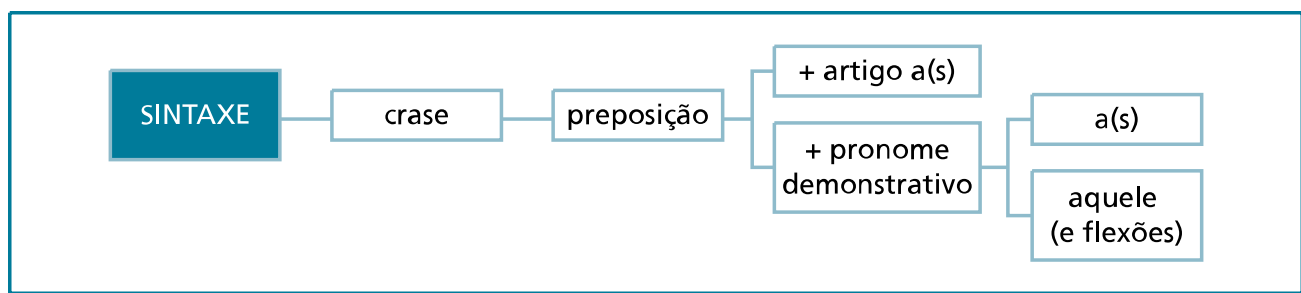 SINTAXE
crase
preposição
+ artigo a(s)
+ pronome
demonstrativo
a(s)
aquele
(e flexões)